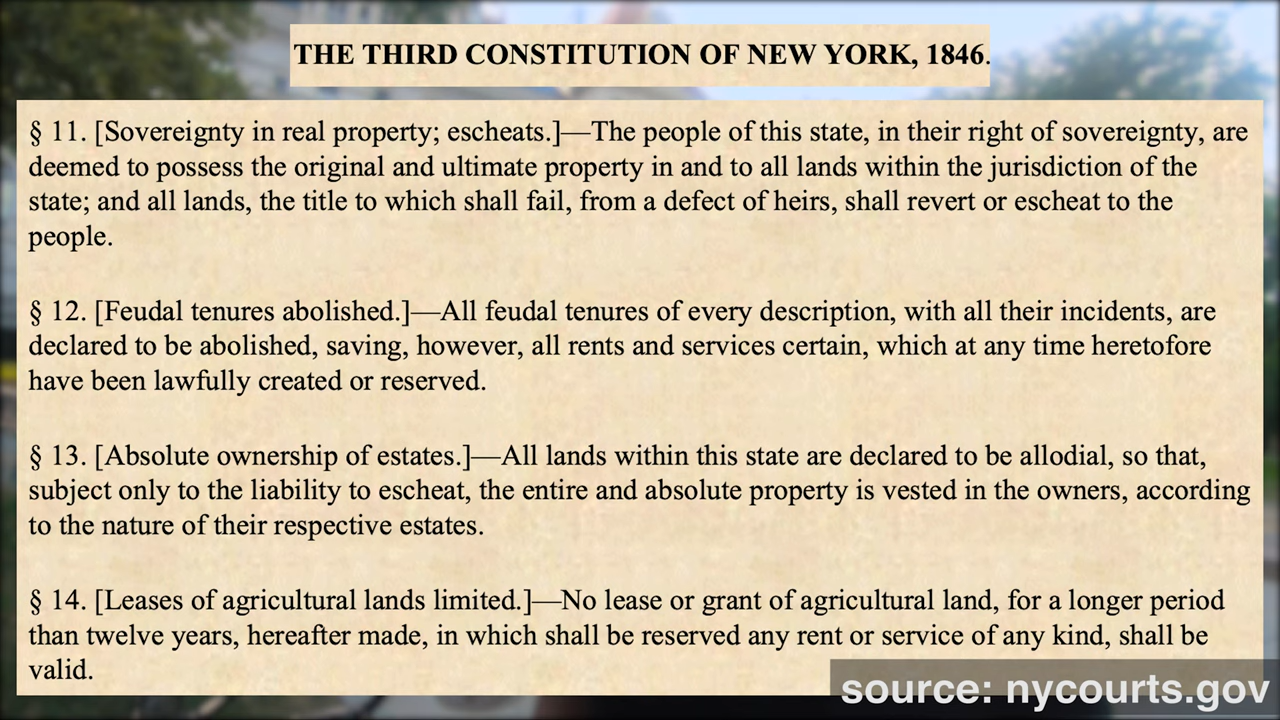 THE THIRD CONSTITUTION OF NEW YORK, 1846.
§ 11. [Sovereignty in real property; escheats.]—The people of this state, in their right of sovereignty, are
deemed to possess the original and ultimate property in and to all lands within the jurisdiction of the
state; and all lands, the title to which shall fail, from a defect of heirs, shall revert or escheat to the
people.
§ 12. [Feudal tenures abolished.]—All feudal tenures of every description, with all their incidents, are
declared to be abolished, saving, however, all rents and services certain, which at any time heretofore
have been lawfully created or reserved.
§ 13. [Absolute ownership of estates.]—All lands within this state are declared to be allodial, so that,
subject only to the liability to escheat, the entire and absolute property is vested in the owners, according
to the nature of their respective estates.
§ 14. [Leases of agricultural lands limited.]—No lease or grant of agricultural land, for a longer period
than twelve years, hereafter made, in which shall be reserved any rent or service of any kind, shall be
valid.
source: nycourts.gov